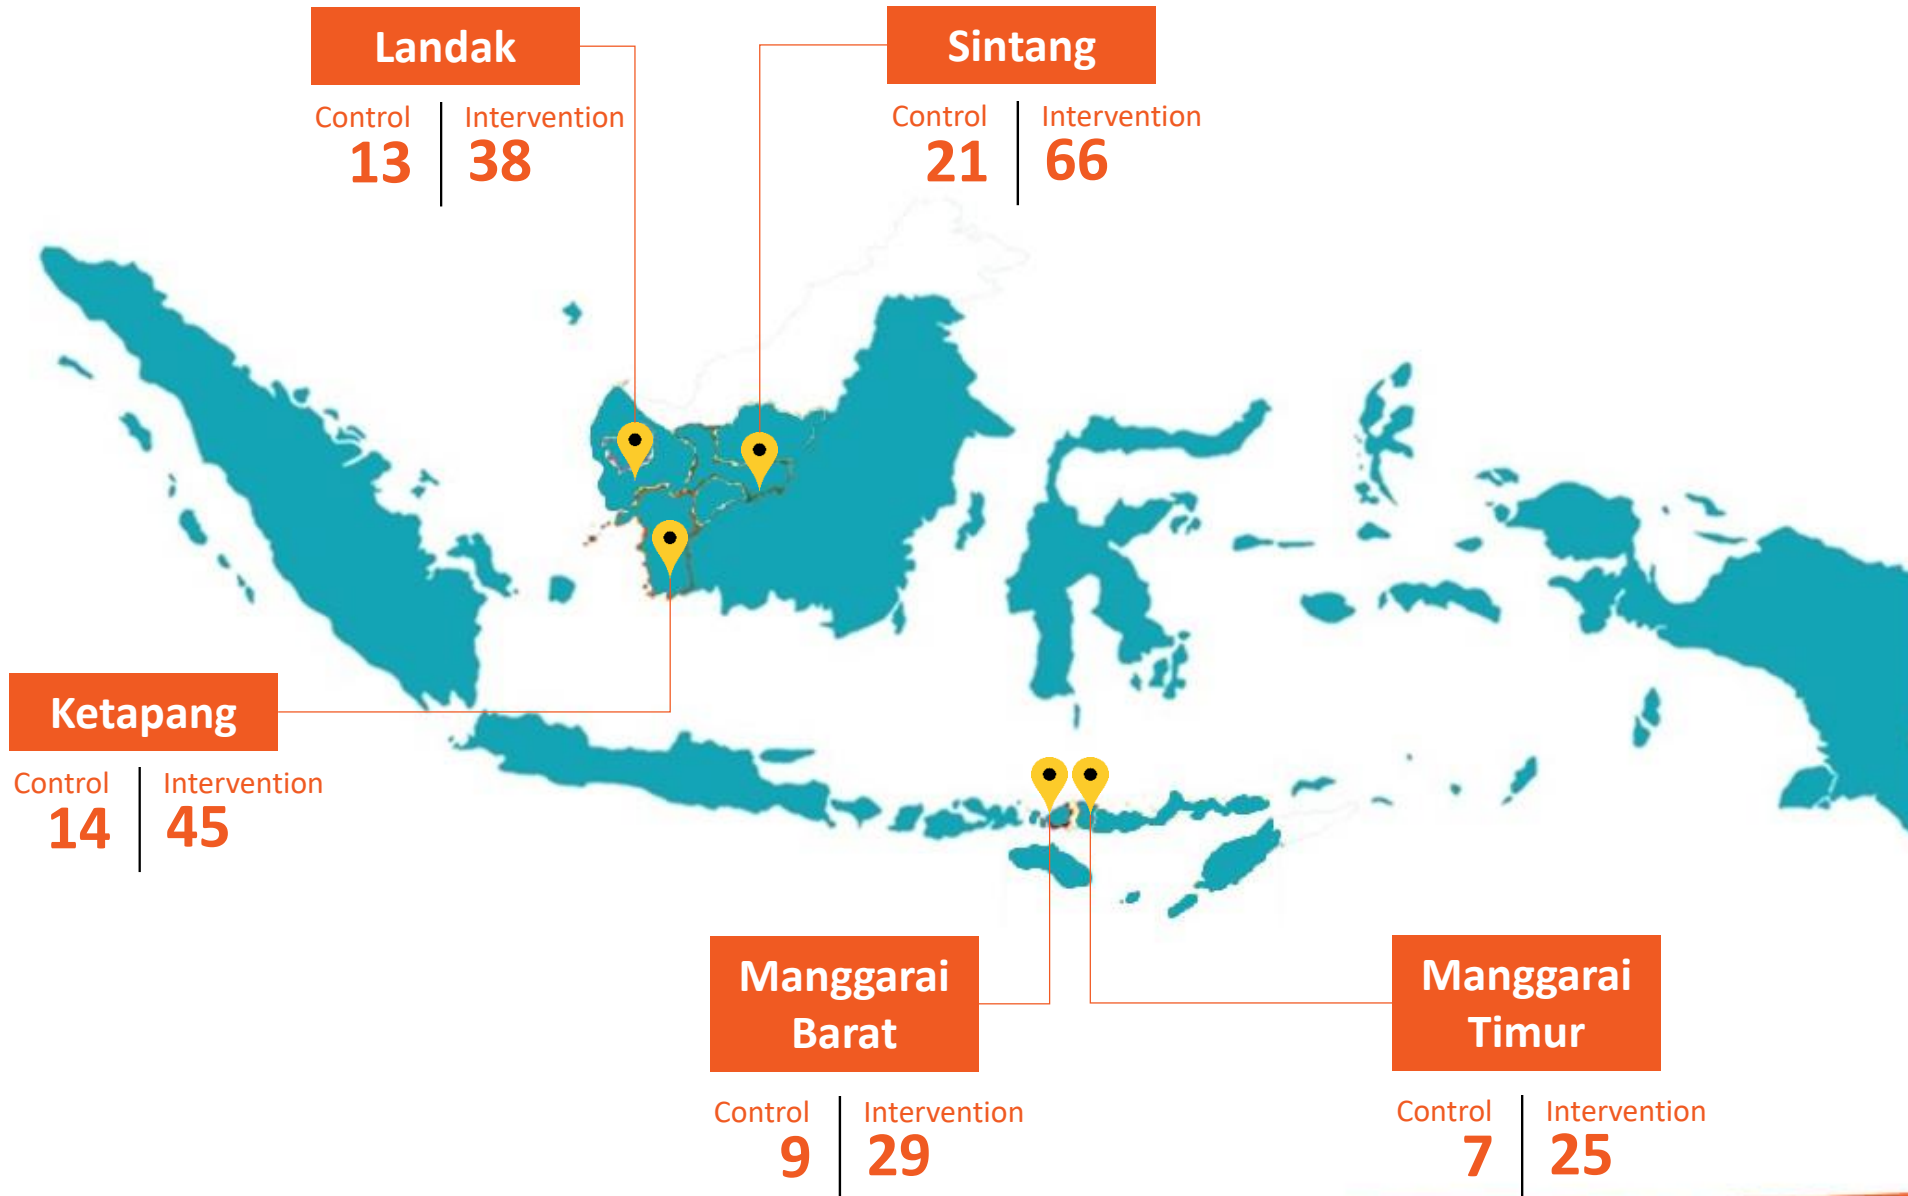 Landak
Control
Intervention
13
38
Sintang
Control
Intervention
21
66
Ketapang
Control
Intervention
14
45
Manggarai
Barat
Control
Intervention
9
29
Manggarai
Timur
Control
Intervention
7
25